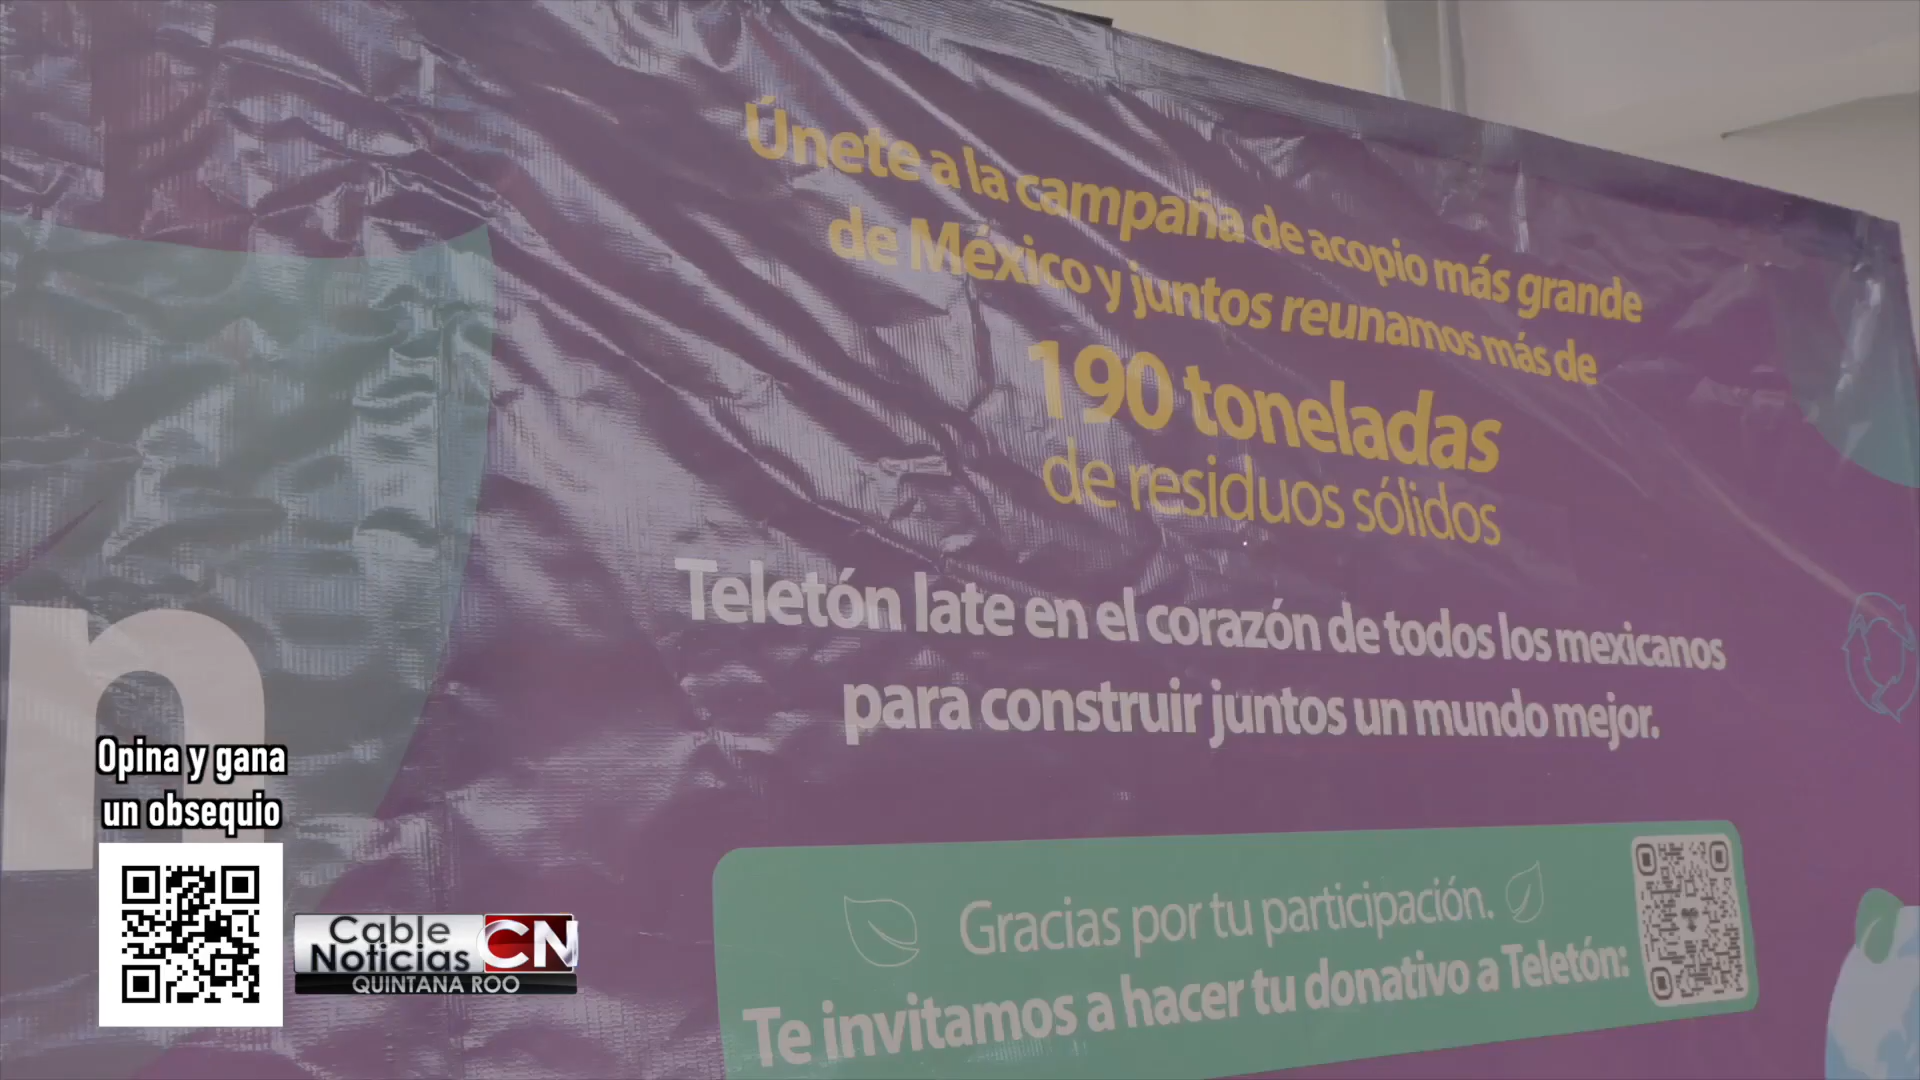 Únete a la campaña de acopio más grande
de México y juntos reunamos más de
190 toneladas
de residuos sólidos
Teletón late en el corazón de todos los mexicanos
para construir juntos un mundo mejor.
Gracias por tu participación.
Te invitamos a hacer tu donativo a Teletón:
n
Opina y gana
un obsequio
Cable
Noticias CN
QUINTANA ROO